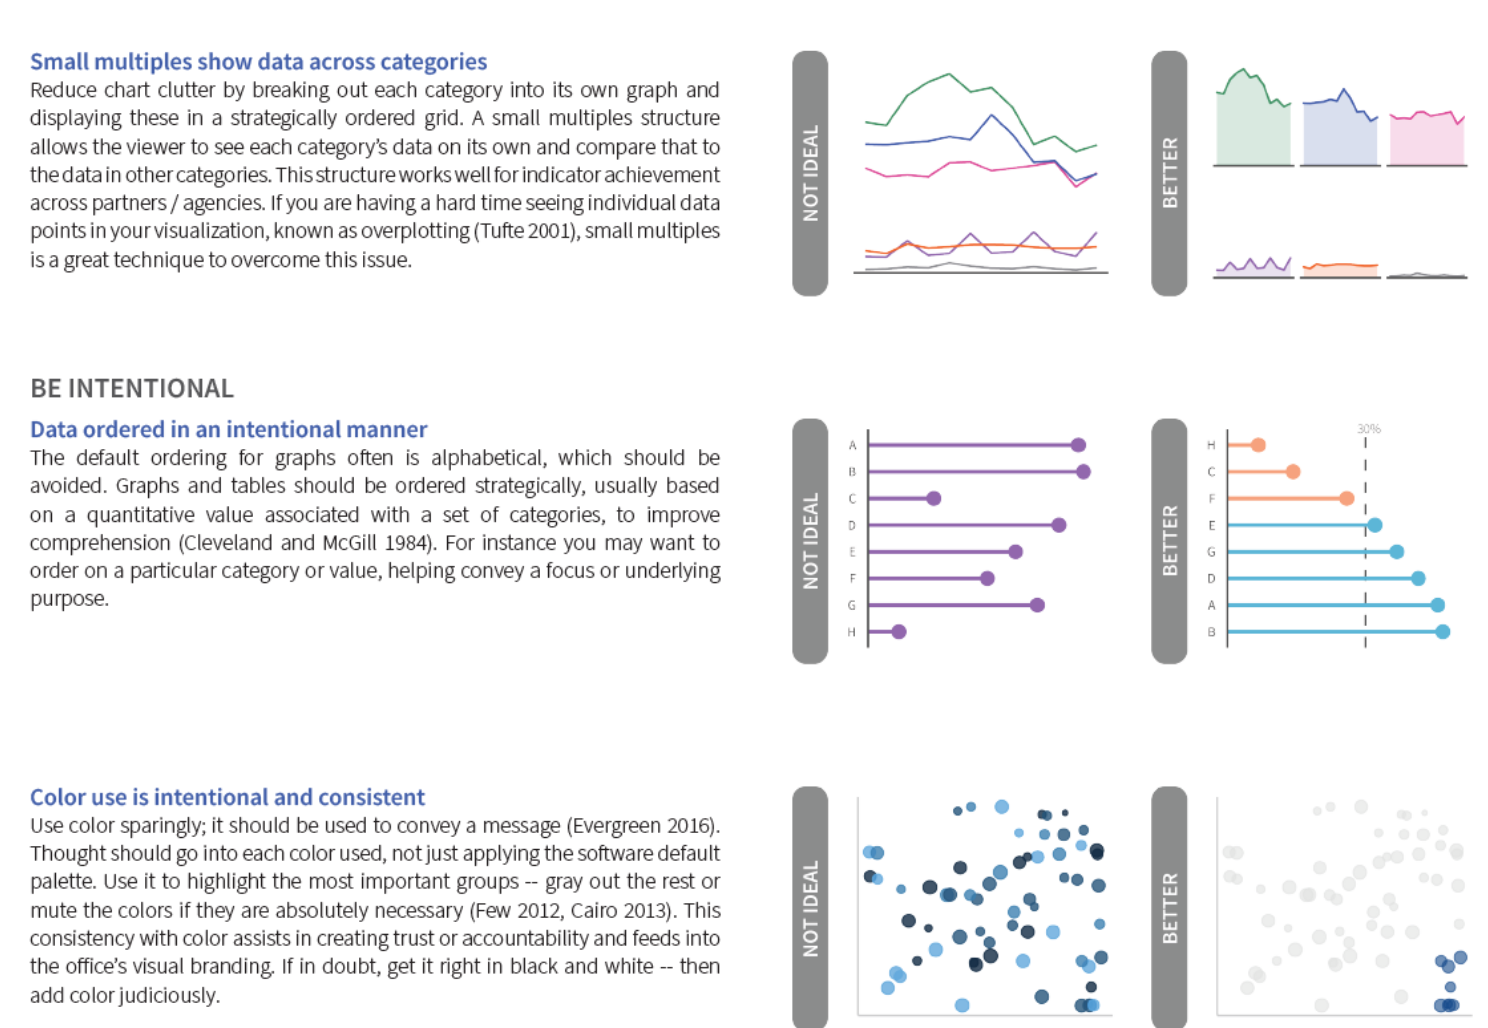 Small multiples show data across categories
Reduce chart clutter by breaking out each category into its own graph and
displaying these in a strategically ordered grid. A small multiples structure
allows the viewer to see each category's data on its own and compare that to
the data in other categories. This structure works well for indicator achievement
across partners / agencies. If you are having a hard time seeing individual data
points in your visualization, known as overplotting (Tufte 2001), small multiples
is a great technique to overcome this issue.
NOT IDEAL
BETTER
BE INTENTIONAL
Data ordered in an intentional manner
The default ordering for graphs often is alphabetical, which should be
avoided. Graphs and tables should be ordered strategically, usually based
on a quantitative value associated with a set of categories, to improve
comprehension (Cleveland and McGill 1984). For instance you may want to
order on a particular category or value, helping convey a focus or underlying
purpose.
NOT IDEAL
A
B
C
D
E
F
G
H
BETTER
30%
H
C
F
E
G
D
A
B
Color use is intentional and consistent
Use color sparingly; it should be used to convey a message (Evergreen 2016).
Thought should go into each color used, not just applying the software default
palette. Use it to highlight the most important groups -- gray out the rest or
mute the colors if they are absolutely necessary (Few 2012, Cairo 2013). This
consistency with color assists in creating trust or accountability and feeds into
the office's visual branding. If in doubt, get it right in black and white -- then
add color judiciously.
NOT IDEAL
BETTER